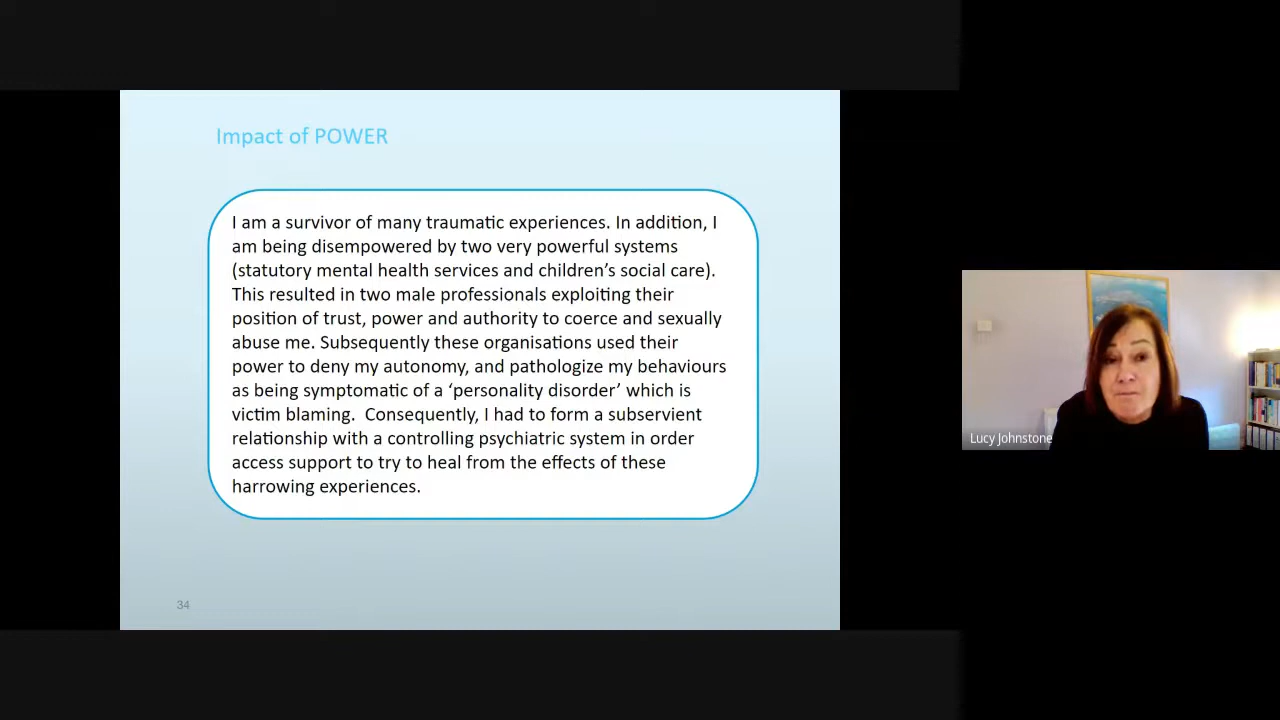 Impact of POWER
I am a survivor of many traumatic experiences. In addition, I
am being disempowered by two very powerful systems
(statutory mental health services and children’s social care).
This resulted in two male professionals exploiting their
position of trust, power and authority to coerce and sexually
abuse me. Subsequently these organisations used their
power to deny my autonomy, and pathologize my behaviours
as being symptomatic of a ‘personality disorder’ which is
victim blaming.  Consequently, I had to form a subservient
relationship with a controlling psychiatric system in order
access support to try to heal from the effects of these
harrowing experiences.
34
Lucy Johnstone